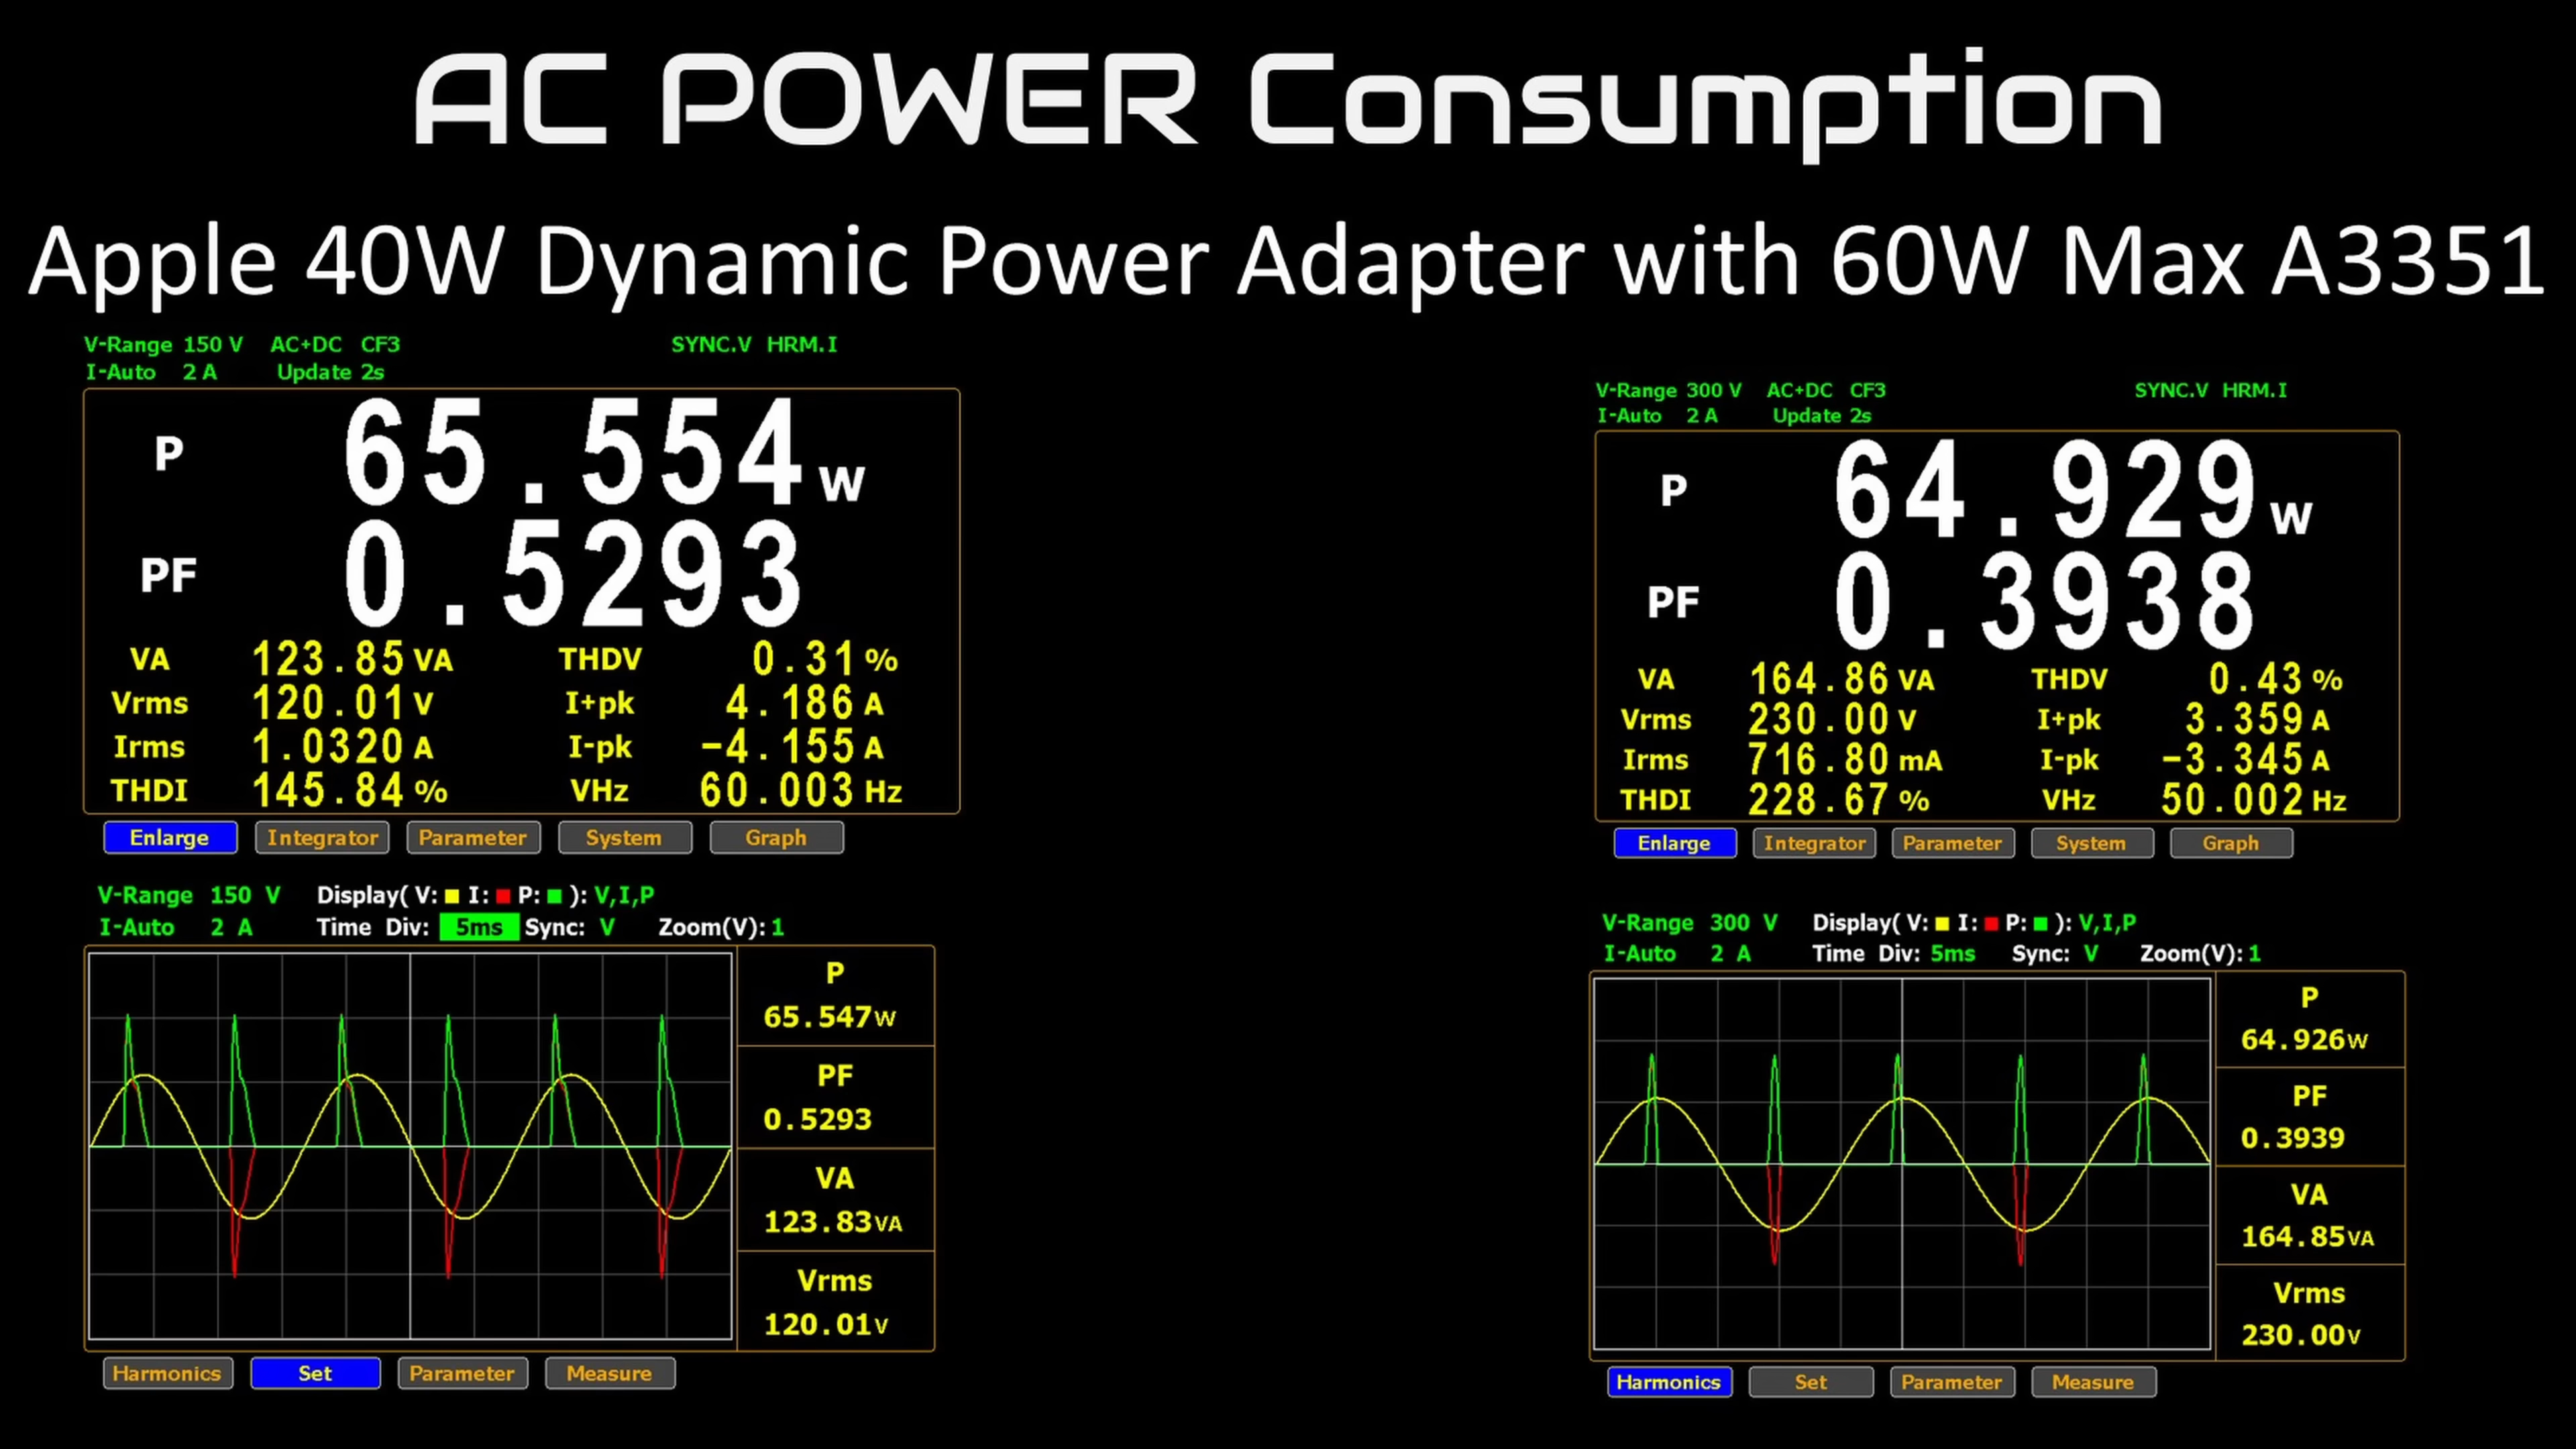 AC POWER Consumption
Apple 40W Dynamic Power Adapter with 60W Max A3351
V-Range 150 V AC+DC CF3 SYNC.V HRM.I
I-Auto 2 A Update 2s
P 65.554 W
PF 0.5293
VA 123.85 VA THDV 0.31 %
Vrms 120.01 V I+pk 4.186 A
Irms 1.0320 A I-pk -4.155 A
THDI 145.84 % VHz 60.003 Hz
Enlarge Integrator Parameter System Graph
V-Range 150 V Display( V: I: P: ): V,I,P
I-Auto 2 A Time Div: 5ms Sync: V Zoom(V): 1
P
65.547W
PF
0.5293
VA
123.83VA
Vrms
120.01V
Harmonics Set Parameter Measure
V-Range 300 V AC+DC CF3 SYNC.V HRM.I
I-Auto 2 A Update 2s
P 64.929 W
PF 0.3938
VA 164.86 VA THDV 0.43 %
Vrms 230.00 V I+pk 3.359 A
Irms 716.80 mA I-pk -3.345 A
THDI 228.67 % VHz 50.002 Hz
Enlarge Integrator Parameter System Graph
V-Range 300 V Display( V: I: P: ): V,I,P
I-Auto 2 A Time Div: 5ms Sync: V Zoom(V): 1
P
64.926W
PF
0.3939
VA
164.85VA
Vrms
230.00V
Harmonics Set Parameter Measure